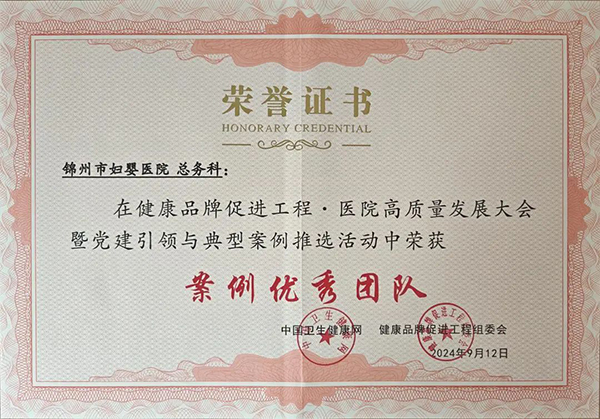 荣誉证书
HONORARY CREDENTIAL
锦州市妇婴医院 总务科：
在健康品牌促进工程·医院高质量发展大会
暨党建引领与典型案例推选活动中荣获
案例优秀团队
中国卫生健康网 健康品牌促进工程组委会
2024年9月12日